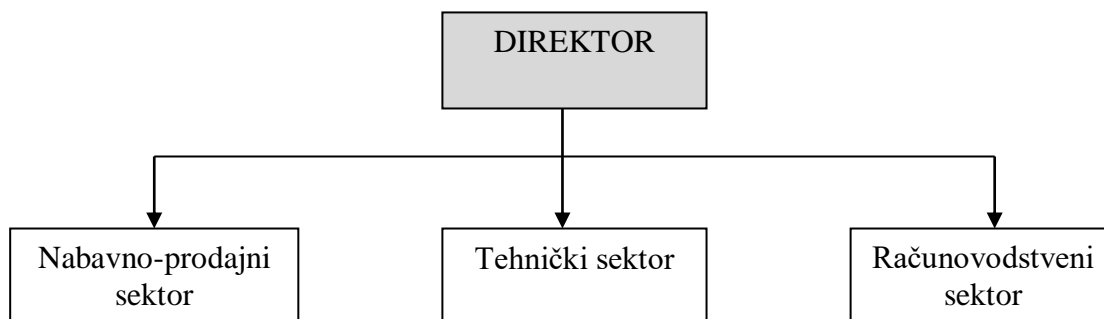 DIREKTOR
Nabavno-prodajni
sektor
Tehnički sektor
Računovodstveni
sektor